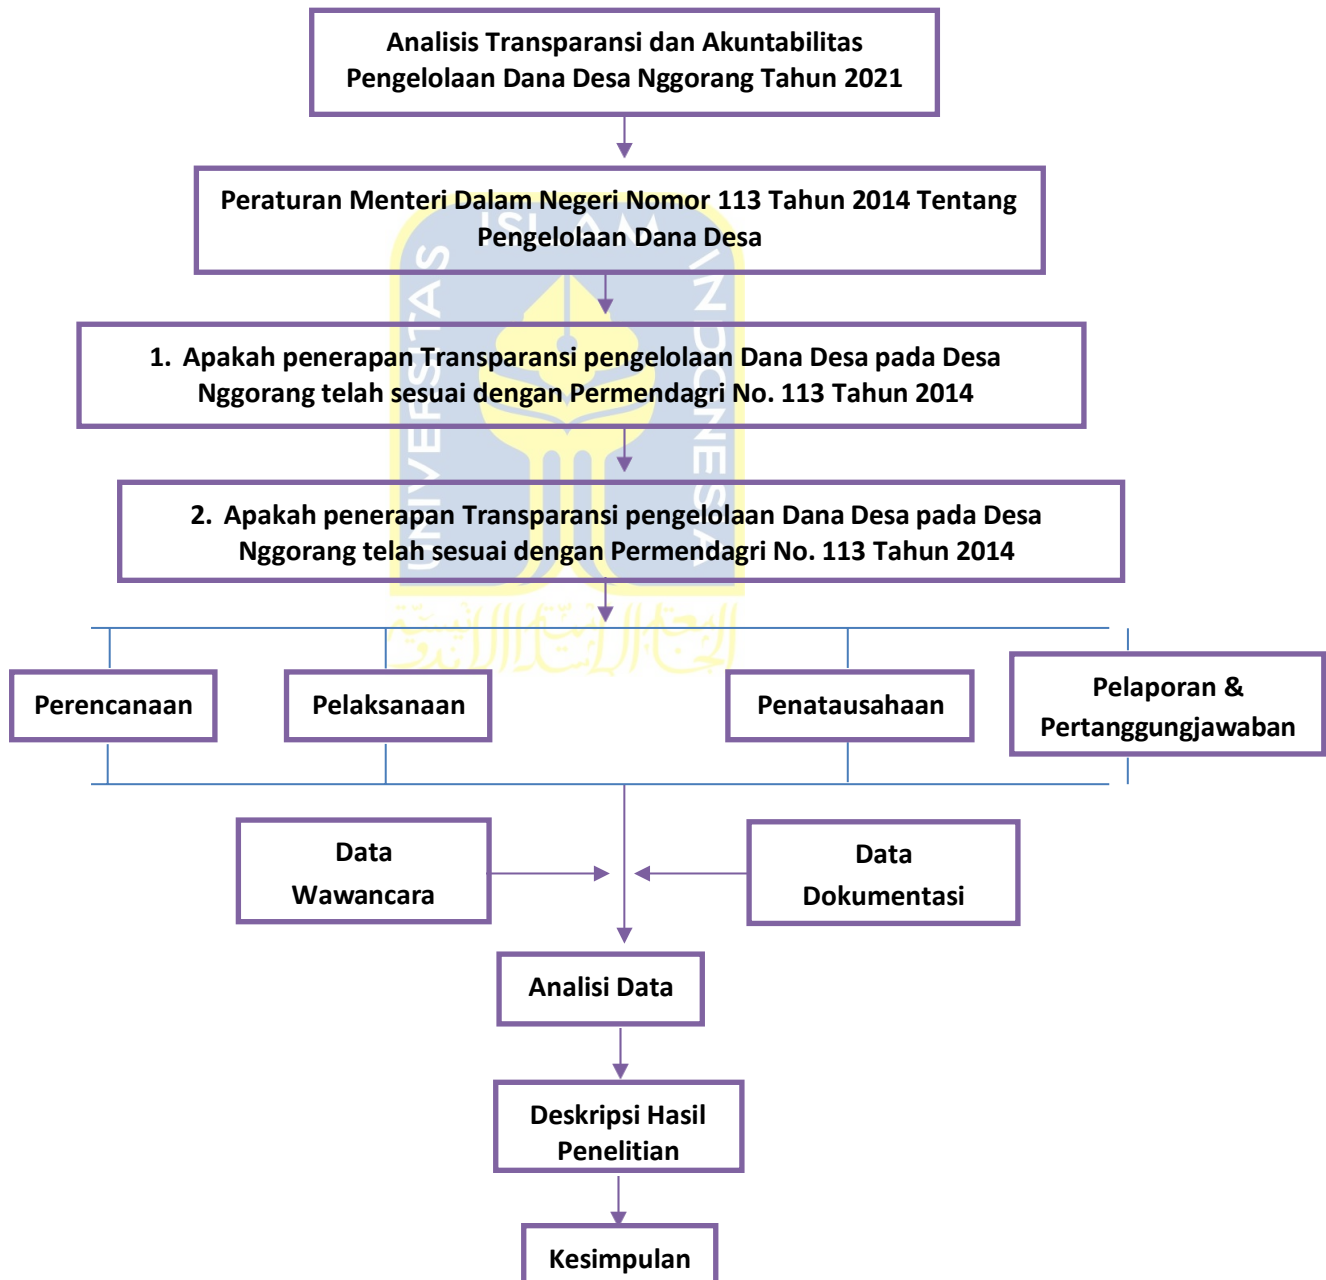 Analisis Transparansi dan Akuntabilitas
Pengelolaan Dana Desa Nggorang Tahun 2021
Peraturan Menteri Dalam Negeri Nomor 113 Tahun 2014 Tentang
Pengelolaan Dana Desa
UNIVERSITAS ISLAM INDONESIA
1. Apakah penerapan Transparansi pengelolaan Dana Desa pada Desa
Nggorang telah sesuai dengan Permendagri No. 113 Tahun 2014
2. Apakah penerapan Transparansi pengelolaan Dana Desa pada Desa
Nggorang telah sesuai dengan Permendagri No. 113 Tahun 2014
Perencanaan
Pelaksanaan
Penatausahaan
Pelaporan &
Pertanggungjawaban
Data
Wawancara
Data
Dokumentasi
Analisi Data
Deskripsi Hasil
Penelitian
Kesimpulan